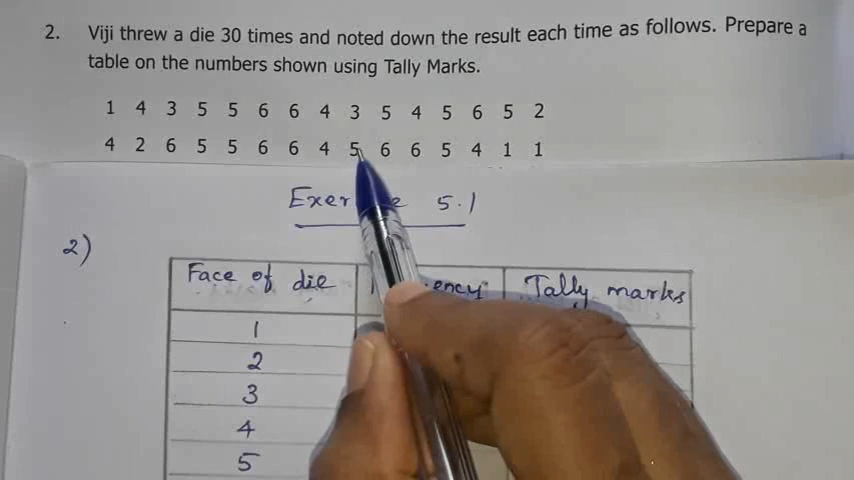 2. Viji threw a die 30 times and noted down the result each time as follows. Prepare a
table on the numbers shown using Tally Marks.
1 4 3 5 5 6 6 4 3 5 4 5 6 5 2
4 2 6 5 5 6 6 4 5 6 6 5 4 1 1
5.1
2)
Face of die Tally marks
1
2
3
4
5